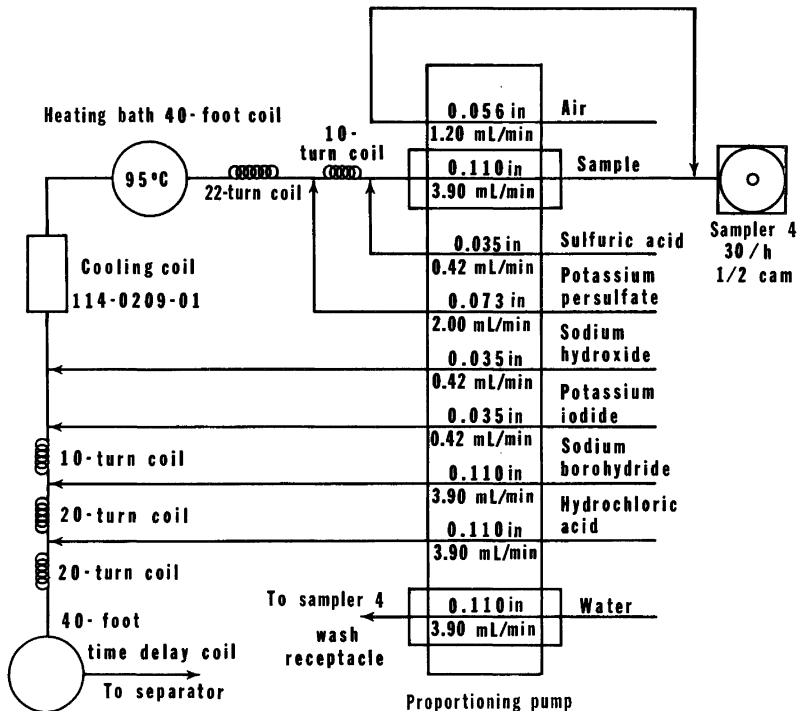 0.056 in
Air
1.20 mL/min
Heating bath 40-foot coil
10-
turn coil
95°C
22-turn coil
0.110 in
Sample
3.90 mL/min
Sampler 4
30/h
1/2 cam
Cooling coil
114-0209-01
0.035 in
Sulfuric acid
0.42 mL/min
Potassium
persulfate
0.073 in
2.00 mL/min
Sodium
hydroxide
0.035 in
0.42 mL/min
Potassium
iodide
0.035 in
0.42 mL/min
Sodium
borohydride
0.110 in
3.90 mL/min
Hydrochloric
acid
0.110 in
3.90 mL/min
10-turn coil
20-turn coil
20-turn coil
40-foot
time delay coil
To separator
To sampler 4
wash
receptacle
0.110 in
Water
3.90 mL/min
Proportioning pump